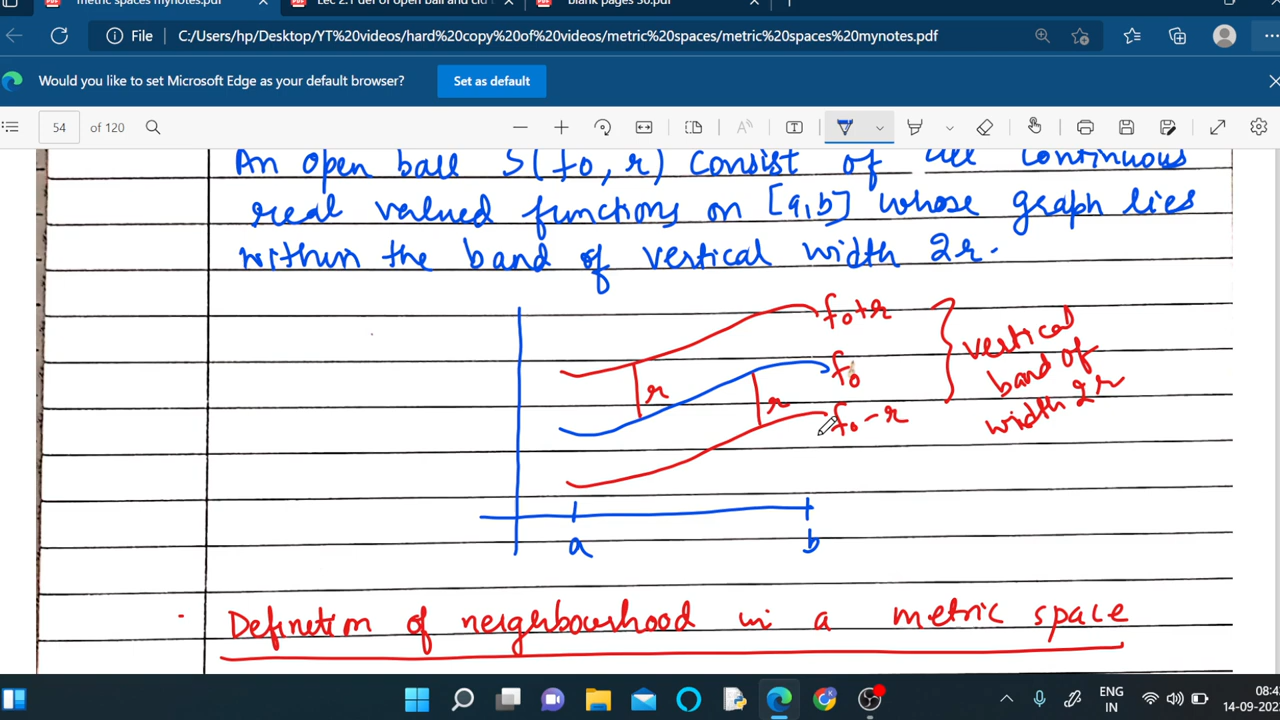 metric spaces mynotes.pdf
Lec 2.1 def of open ball and clo
blank pages 50.pdf
File C:/Users/hp/Desktop/YT%20videos/hard%20copy%20of%20videos/metric%20spaces/metric%20spaces%20mynotes.pdf
Would you like to set Microsoft Edge as your default browser? Set as default
54 of 120
An open ball S(f0, r) consist of all continuous
real valued functions on [a,b] whose graph lies
within the band of vertical width 2r.
f0+r
f0
f0-r
r
r
vertical
band of
width 2r
a
b
Definition of neighbourhood in a metric space
ENG
IN
08:4
14-09-202